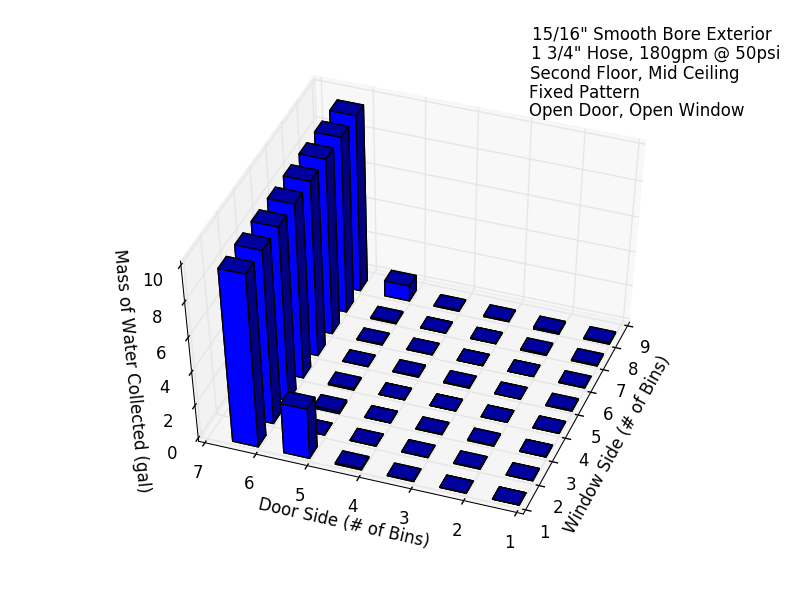 15/16" Smooth Bore Exterior
1 3/4" Hose, 180gpm @ 50psi
Second Floor, Mid Ceiling
Fixed Pattern
Open Door, Open Window
Mass of Water Collected (gal)
10
8
6
4
2
0
7
6
5
4
3
2
1
Door Side (# of Bins)
1
2
3
4
5
6
7
8
9
Window Side (# of Bins)